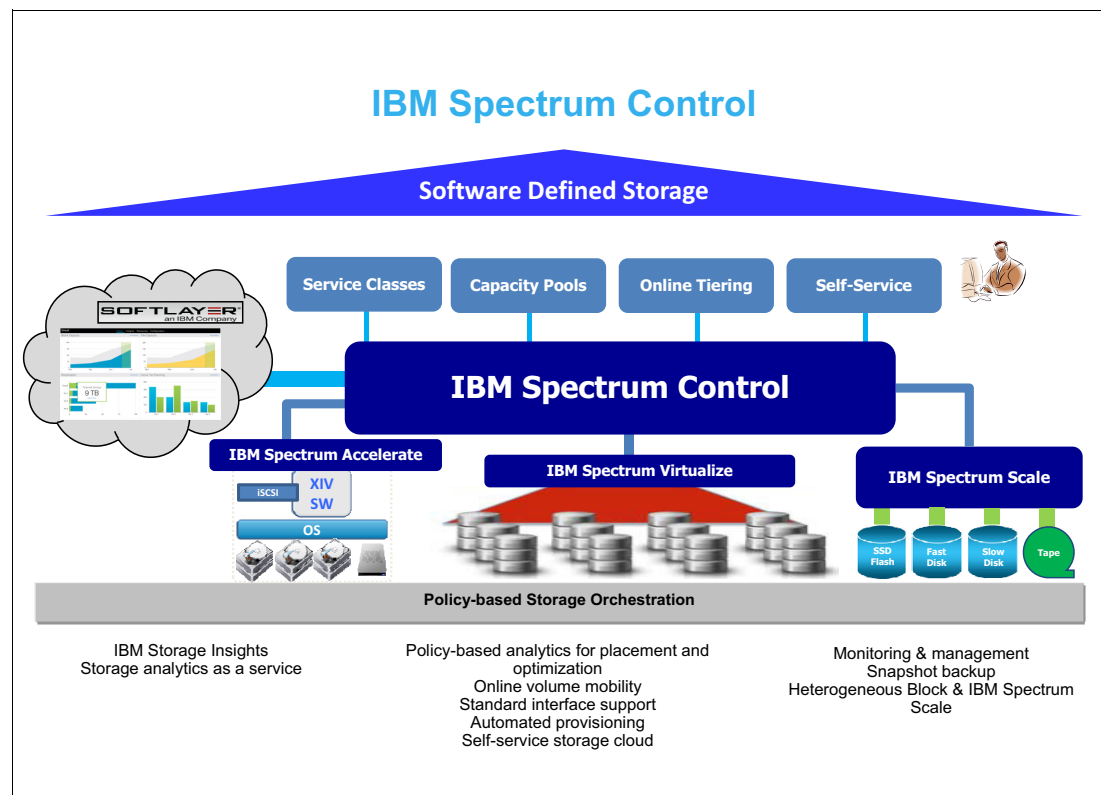 IBM Spectrum Control
Software Defined Storage
Service Classes
Capacity Pools
Online Tiering
Self-Service
SOFTLAYER®
an IBM Company
9 TB
IBM Spectrum Control
IBM Spectrum Accelerate
IBM Spectrum Virtualize
IBM Spectrum Scale
iSCSI
XIV
SW
OS
SSD
Flash
Fast
Disk
Slow
Disk
Tape
Policy-based Storage Orchestration
IBM Storage Insights
Storage analytics as a service
Policy-based analytics for placement and
optimization
Online volume mobility
Standard interface support
Automated provisioning
Self-service storage cloud
Monitoring & management
Snapshot backup
Heterogeneous Block & IBM Spectrum
Scale